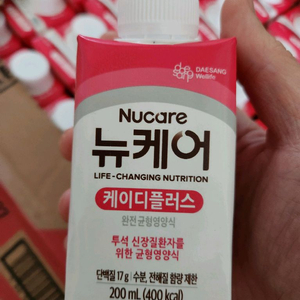 DAESANG
Wellife
Nucare
뉴케어
LIFE-CHANGING NUTRITION
케이디플러스
완전균형영양식
투석 신장질환자를
위한 균형영양식
단백질 17g · 수분, 전해질 함량 제한
200 mL (400 kcal)